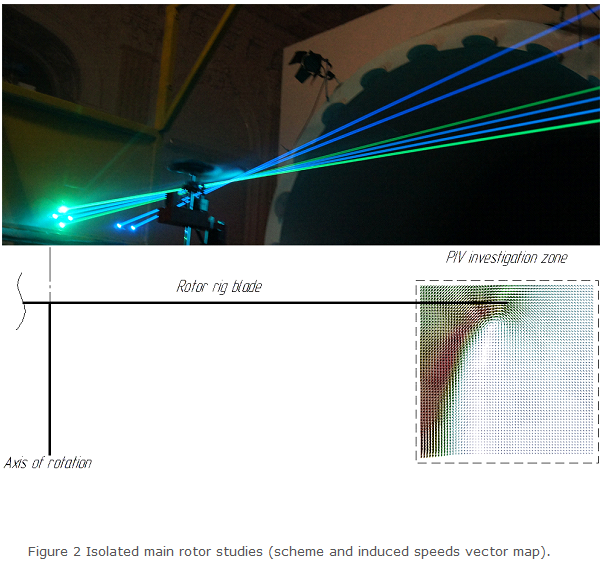 PIV investigation zone
Rotor rig blade
Axis of rotation
Figure 2 Isolated main rotor studies (scheme and induced speeds vector map).